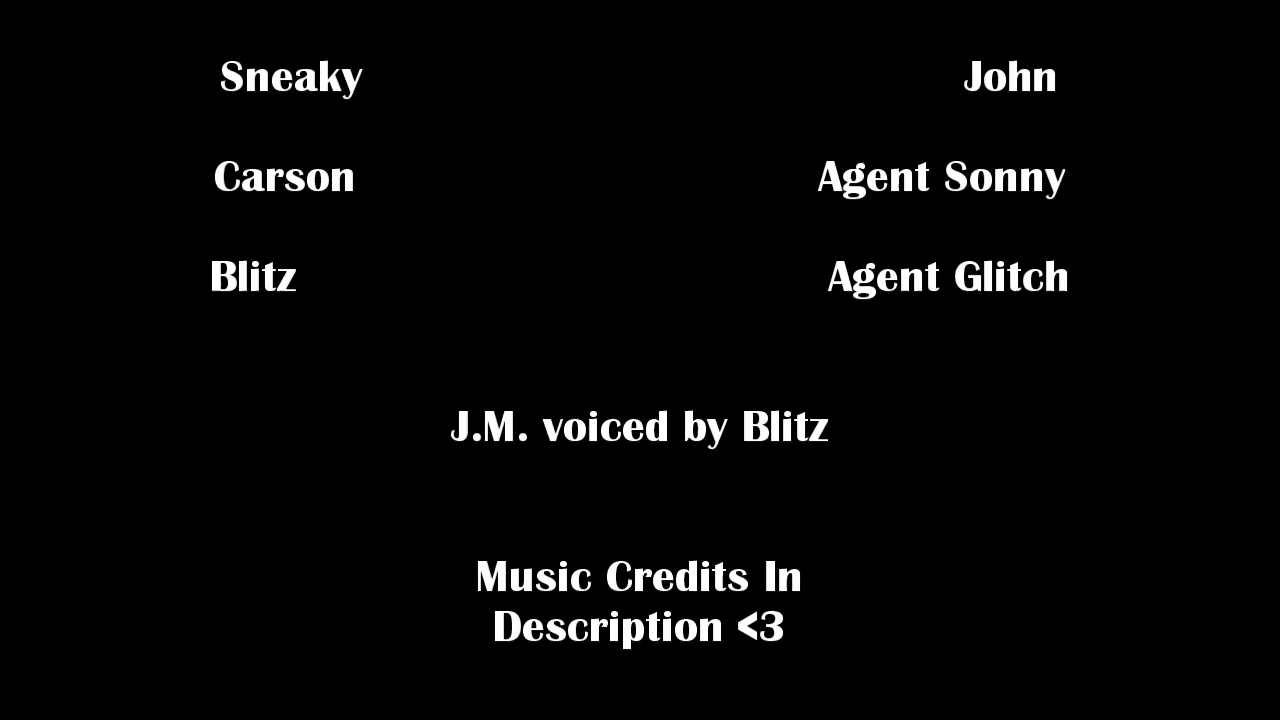 Sneaky John
Carson Agent Sonny
Blitz Agent Glitch
J.M. voiced by Blitz
Music Credits In
Description <3